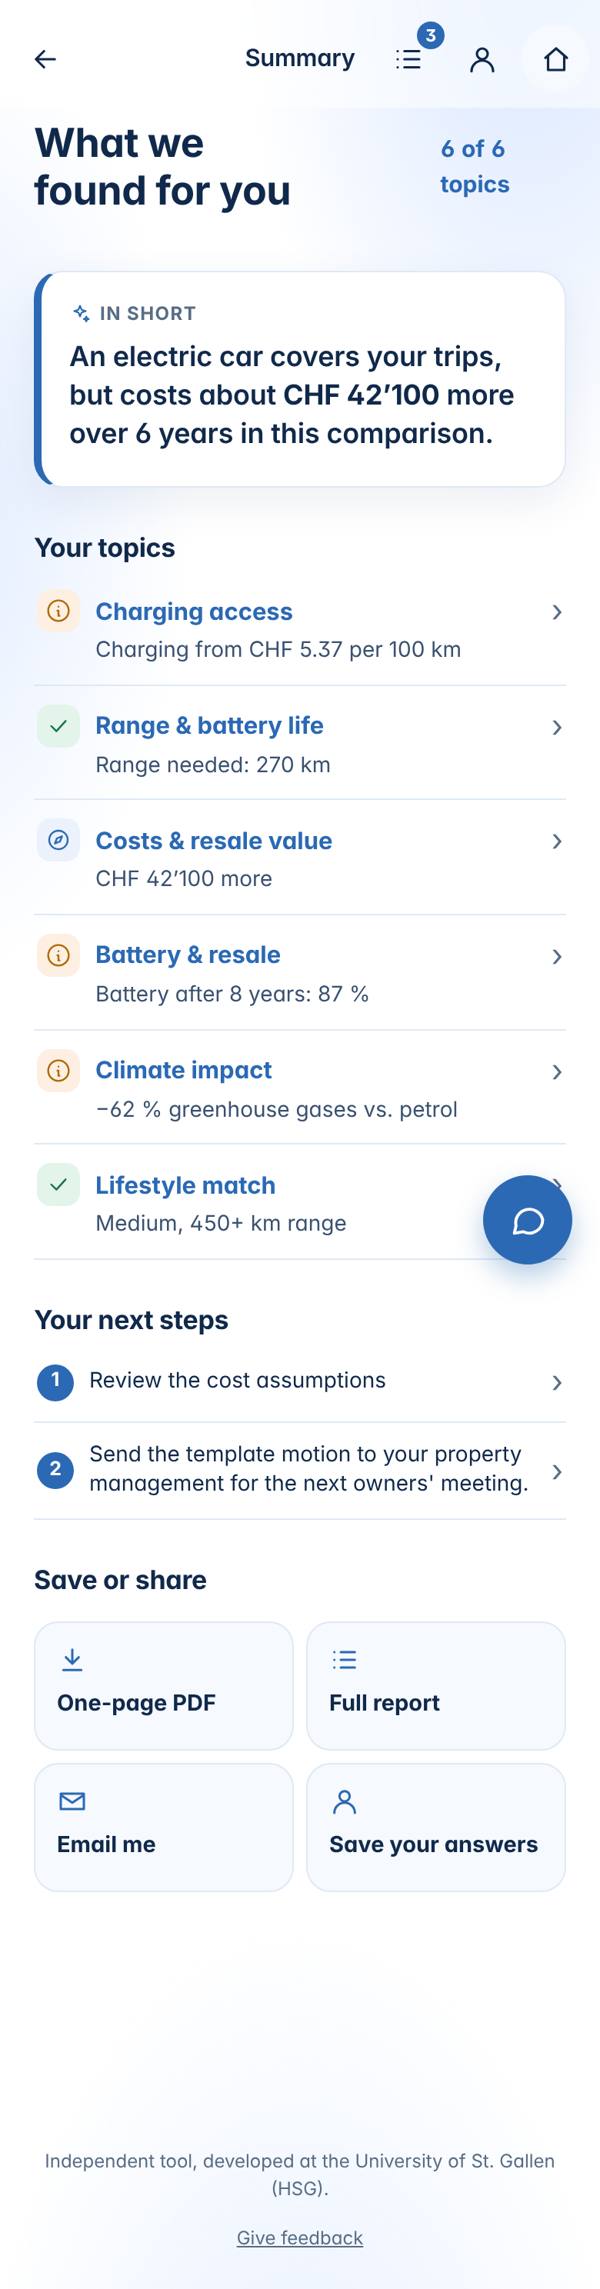 Summary
3
What we
found for you
6 of 6
topics
IN SHORT
An electric car covers your trips,
but costs about CHF 42’100 more
over 6 years in this comparison.
Your topics
Charging access
Charging from CHF 5.37 per 100 km
Range & battery life
Range needed: 270 km
Costs & resale value
CHF 42’100 more
Battery & resale
Battery after 8 years: 87 %
Climate impact
−62 % greenhouse gases vs. petrol
Lifestyle match
Medium, 450+ km range
Your next steps
1
Review the cost assumptions
2
Send the template motion to your property
management for the next owners' meeting.
Save or share
One-page PDF
Full report
Email me
Save your answers
Independent tool, developed at the University of St. Gallen
(HSG).
Give feedback